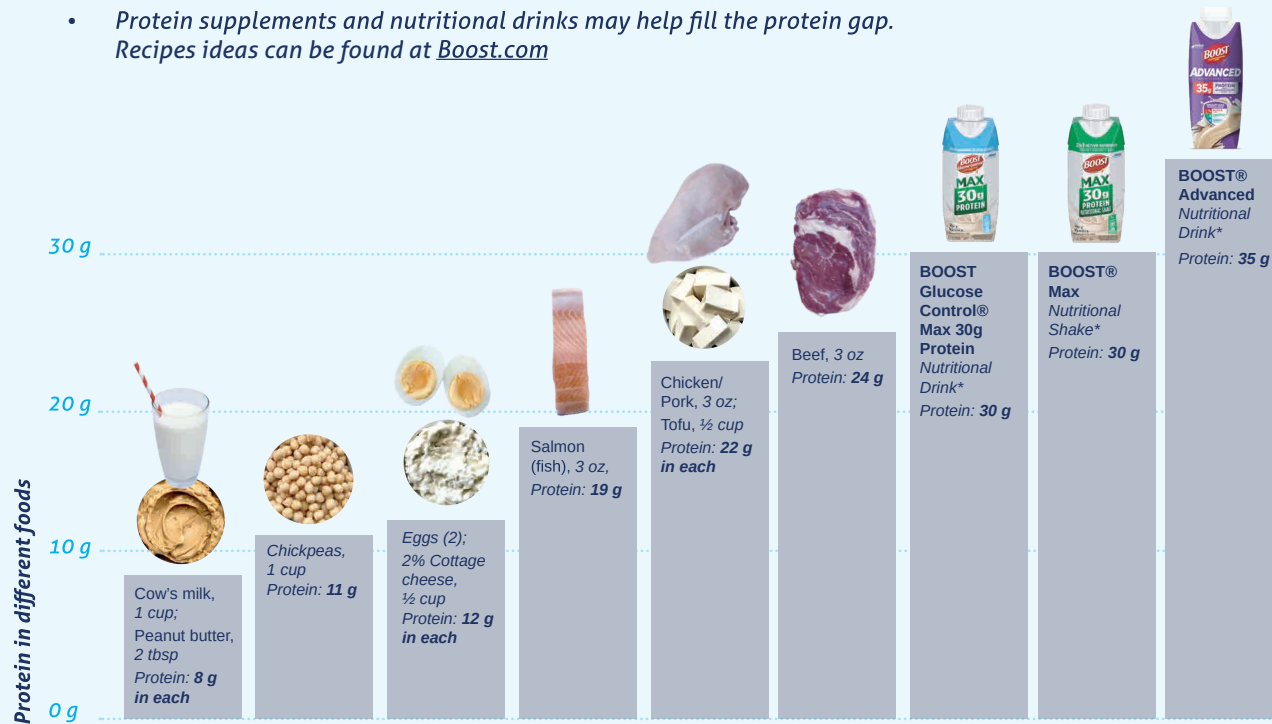 • Protein supplements and nutritional drinks may help fill the protein gap.
Recipes ideas can be found at Boost.com
Protein in different foods
30 g
20 g
10 g
0 g
Cow's milk,
1 cup;
Peanut butter,
2 tbsp
Protein: 8 g
in each
Chickpeas,
1 cup
Protein: 11 g
Eggs (2);
2% Cottage
cheese,
½ cup
Protein: 12 g
in each
Salmon
(fish), 3 oz,
Protein: 19 g
Chicken/
Pork, 3 oz;
Tofu, ½ cup
Protein: 22 g
in each
Beef, 3 oz
Protein: 24 g
BOOST
MAX
30g
PROTEIN
BOOST
Glucose
Control®
Max 30g
Protein
Nutritional
Drink*
Protein: 30 g
BOOST
MAX
30g
PROTEIN
NUTRITIONAL SHAKE
BOOST®
Max
Nutritional
Shake*
Protein: 30 g
BOOST
ADVANCED
35g
BOOST®
Advanced
Nutritional
Drink*
Protein: 35 g